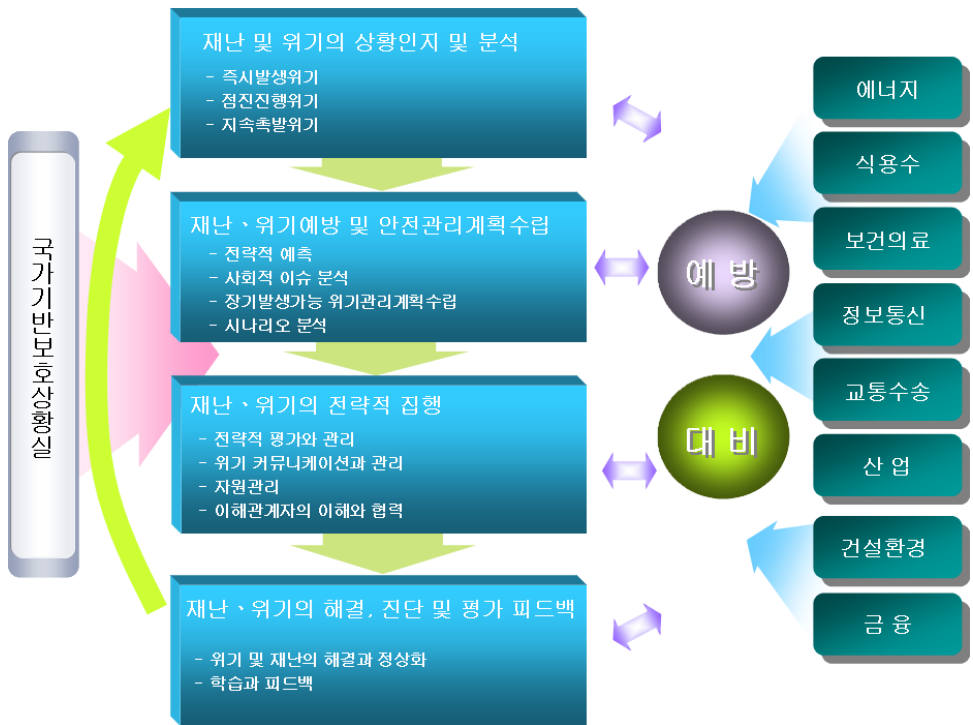 국가기반보호상황실
재난 및 위기의 상황인지 및 분석
- 즉시발생위기
- 점진진행위기
- 지속촉발위기
재난、위기예방 및 안전관리계획수립
- 전략적 예측
- 사회적 이슈 분석
- 장기발생가능 위기관리계획수립
- 시나리오 분석
재난、위기의 전략적 집행
- 전략적 평가와 관리
- 위기 커뮤니케이션과 관리
- 자원관리
- 이해관계자의 이해와 협력
재난、위기의 해결, 진단 및 평가 피드백
- 위기 및 재난의 해결과 정상화
- 학습과 피드백
예 방
대 비
에너지
식용수
보건의료
정보통신
교통수송
산 업
건설환경
금 융